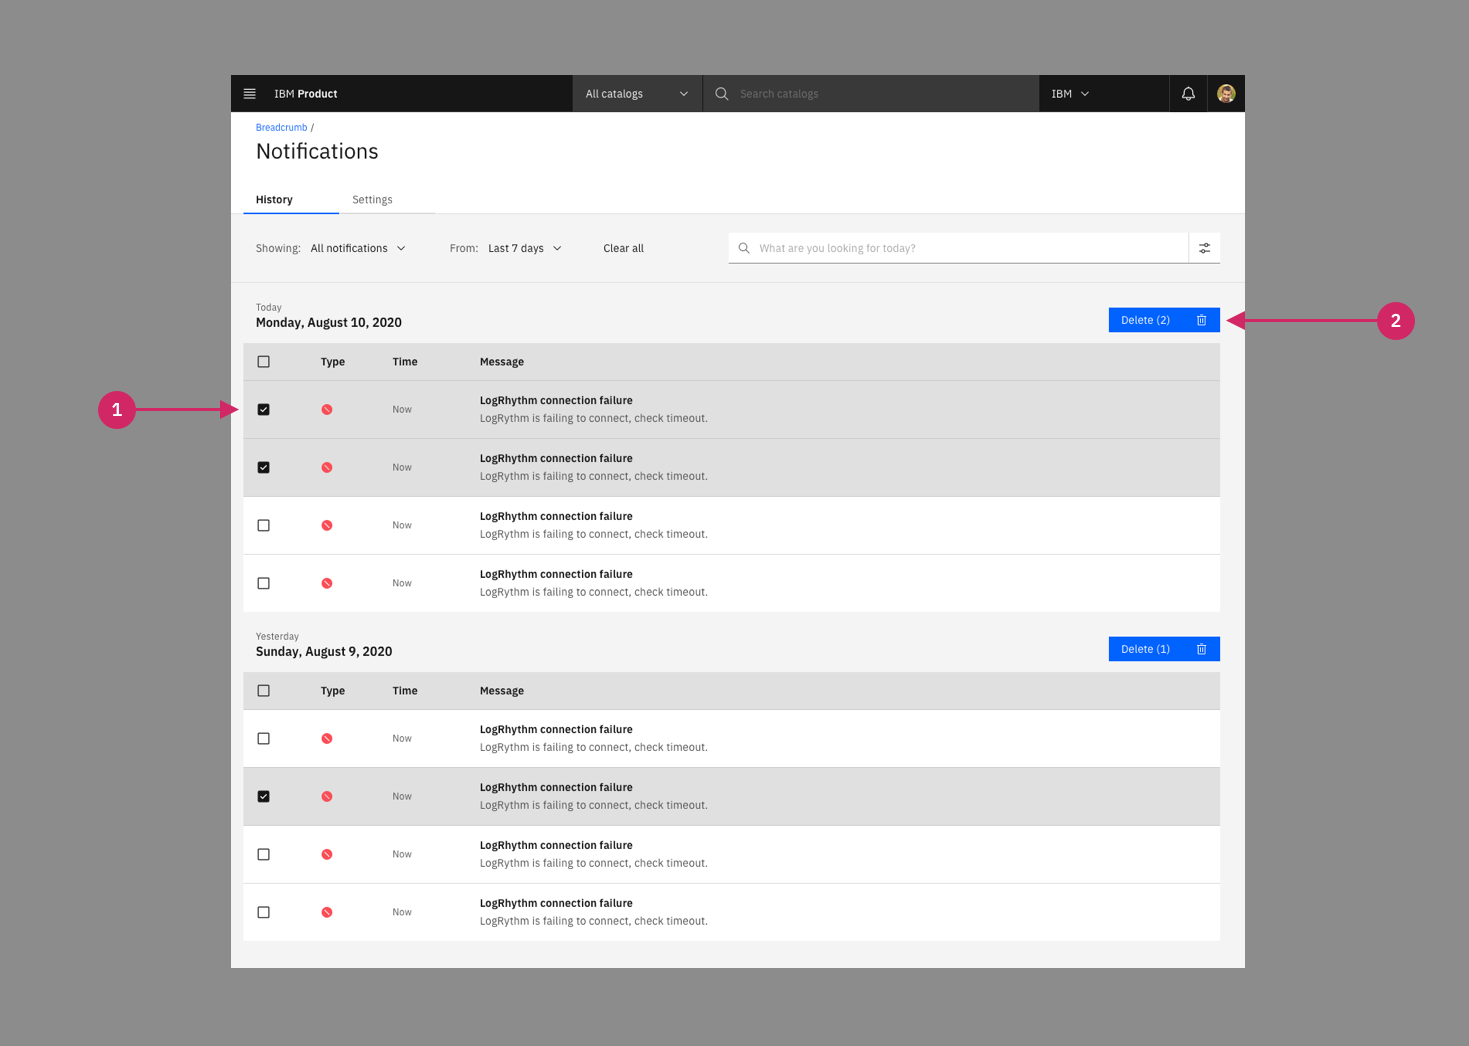 IBM Product
All catalogs
Search catalogs
IBM
Breadcrumb /
Notifications
History
Settings
Showing: All notifications
From: Last 7 days
Clear all
What are you looking for today?
Today
Monday, August 10, 2020
Delete (2)
2
Type Time Message
1
Now
LogRhythm connection failure
LogRythm is failing to connect, check timeout.
Now
LogRhythm connection failure
LogRythm is failing to connect, check timeout.
Now
LogRhythm connection failure
LogRythm is failing to connect, check timeout.
Now
LogRhythm connection failure
LogRythm is failing to connect, check timeout.
Yesterday
Sunday, August 9, 2020
Delete (1)
Type Time Message
Now
LogRhythm connection failure
LogRythm is failing to connect, check timeout.
Now
LogRhythm connection failure
LogRythm is failing to connect, check timeout.
Now
LogRhythm connection failure
LogRythm is failing to connect, check timeout.
Now
LogRhythm connection failure
LogRythm is failing to connect, check timeout.